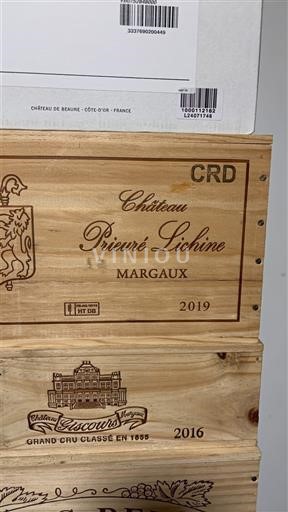 3337690200449
1000112182
L24071748
CHÂTEAU DE BEAUNE - CÔTE-D'OR - FRANCE
CRD
Château
Prieuré Lichine
VINIOU
MARGAUX
HT DB
2019
Château Giscours Margaux
GRAND CRU CLASSÉ EN 1855
2016